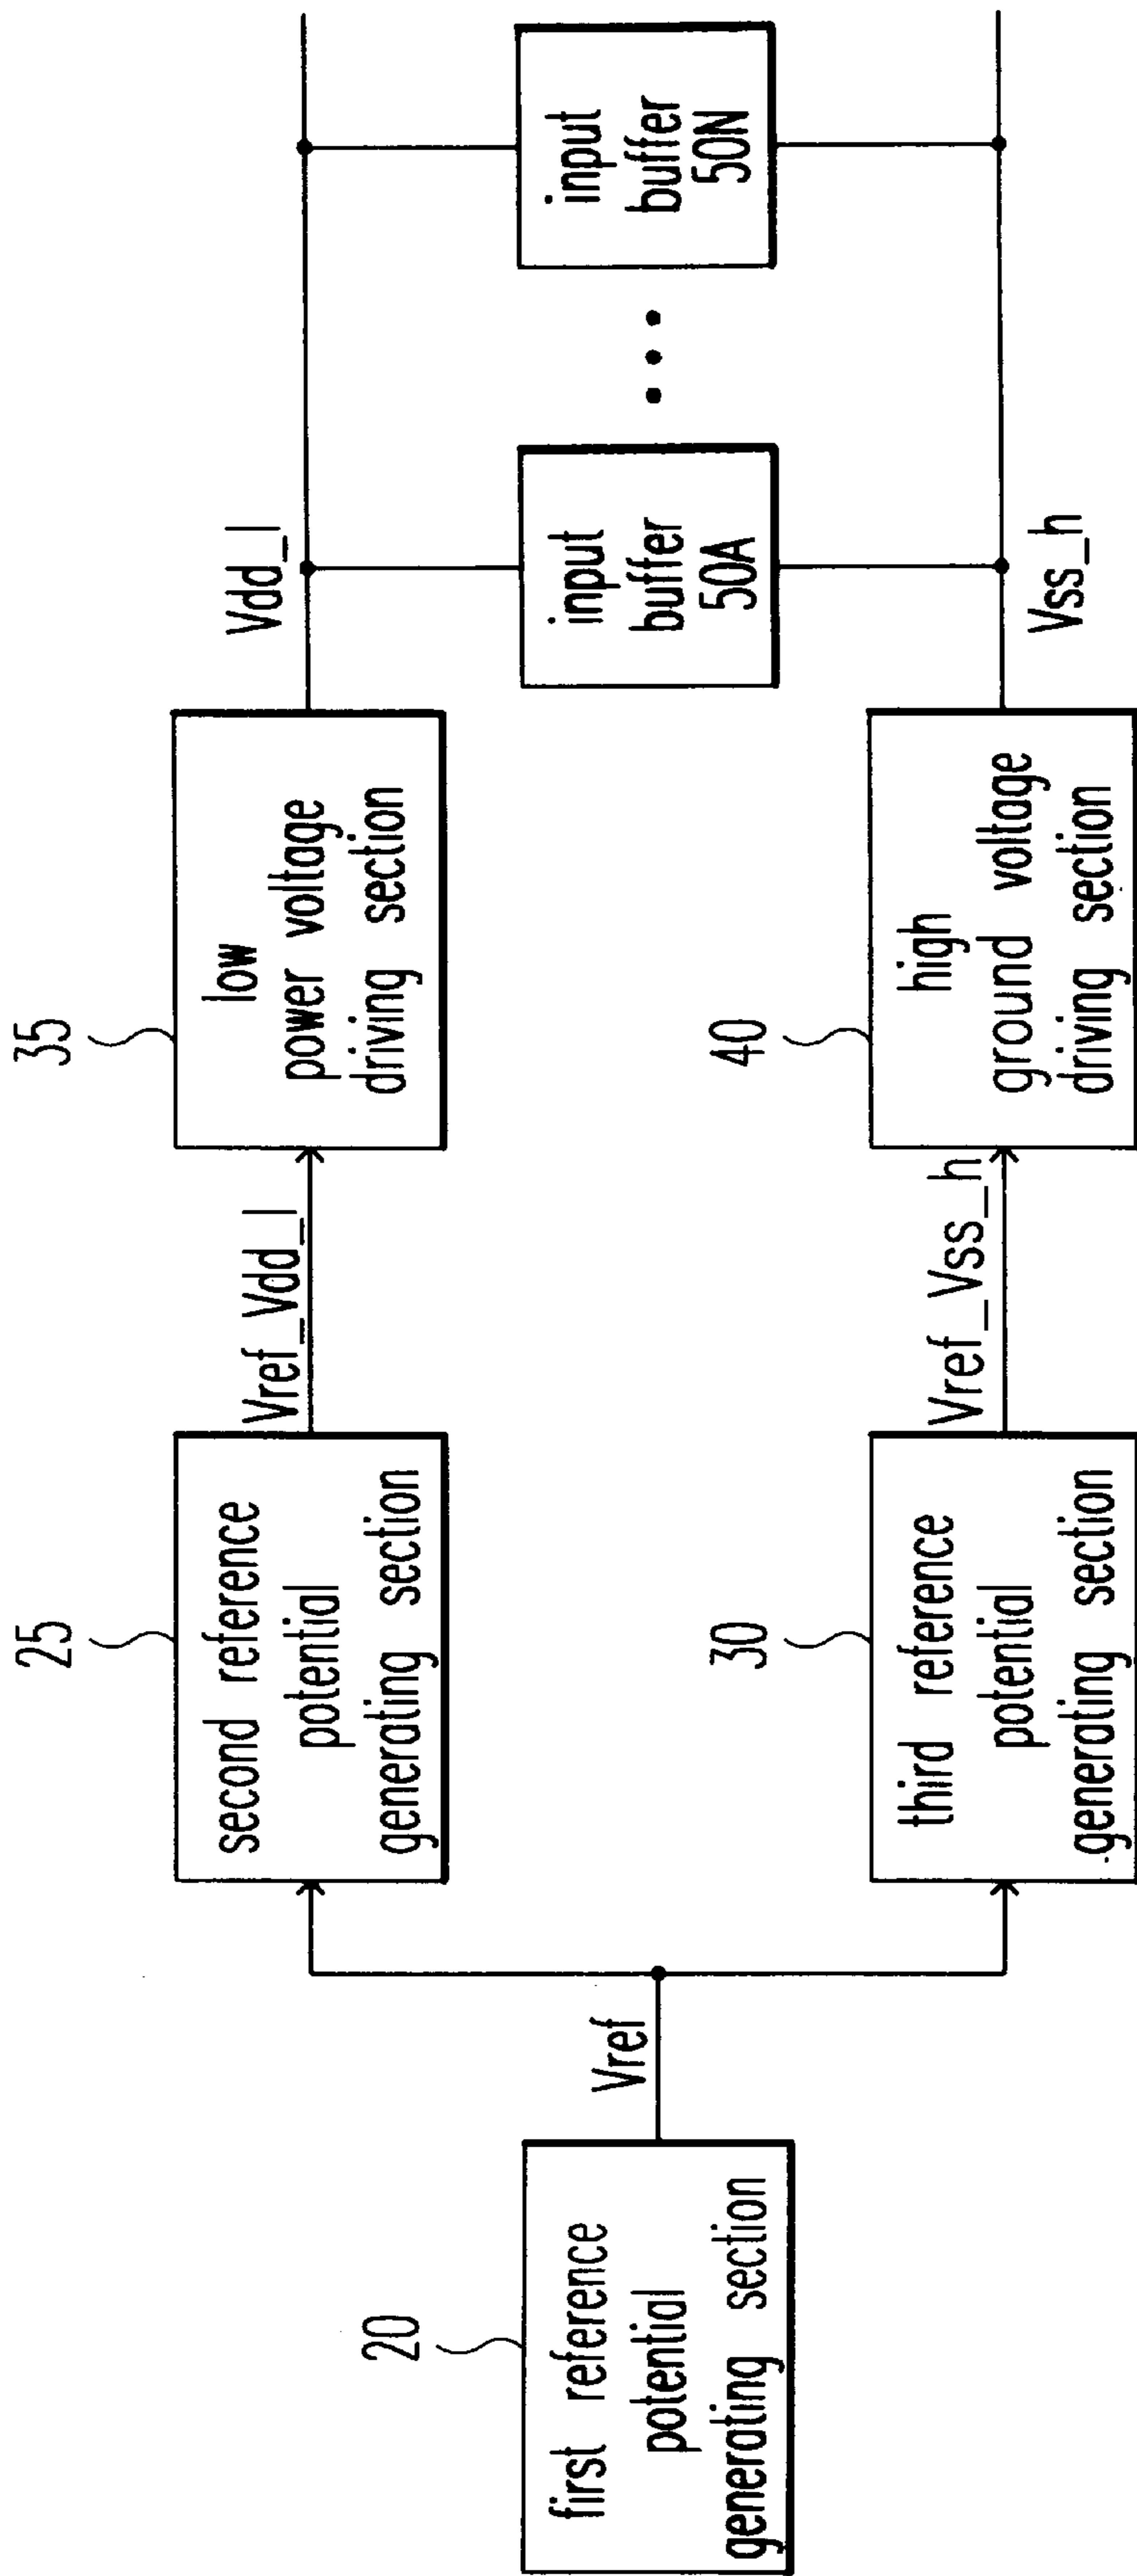 20
first reference
potential
generating section
Vref
25
second reference
potential
generating section
Vref_Vdd_l
35
low
power voltage
driving section
Vdd_l
30
third reference
potential
generating section
Vref_Vss_h
40
high
ground voltage
driving section
Vss_h
input
buffer
50A
input
buffer
50N